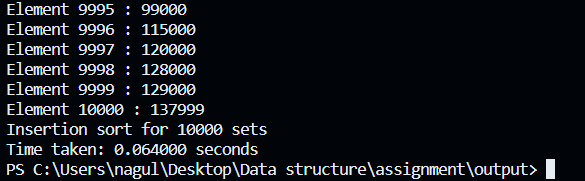 Element 9995 : 99000
Element 9996 : 115000
Element 9997 : 120000
Element 9998 : 128000
Element 9999 : 129000
Element 10000 : 137999
Insertion sort for 10000 sets
Time taken: 0.064000 seconds
PS C:\Users\nagul\Desktop\Data structure\assignment\output>